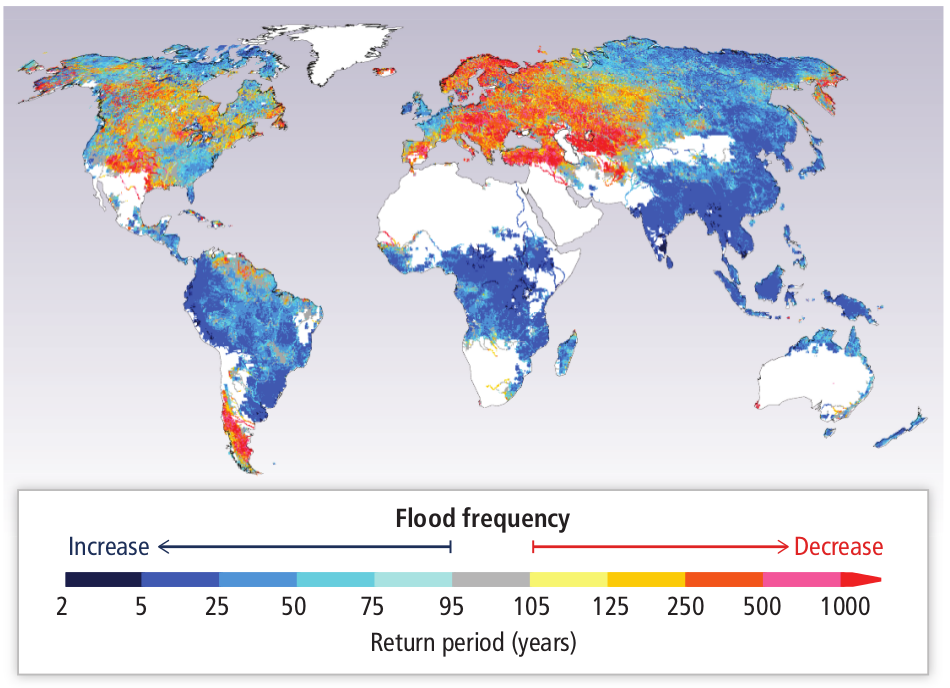 Flood frequency
Increase Decrease
2 5 25 50 75 95 105 125 250 500 1000
Return period (years)